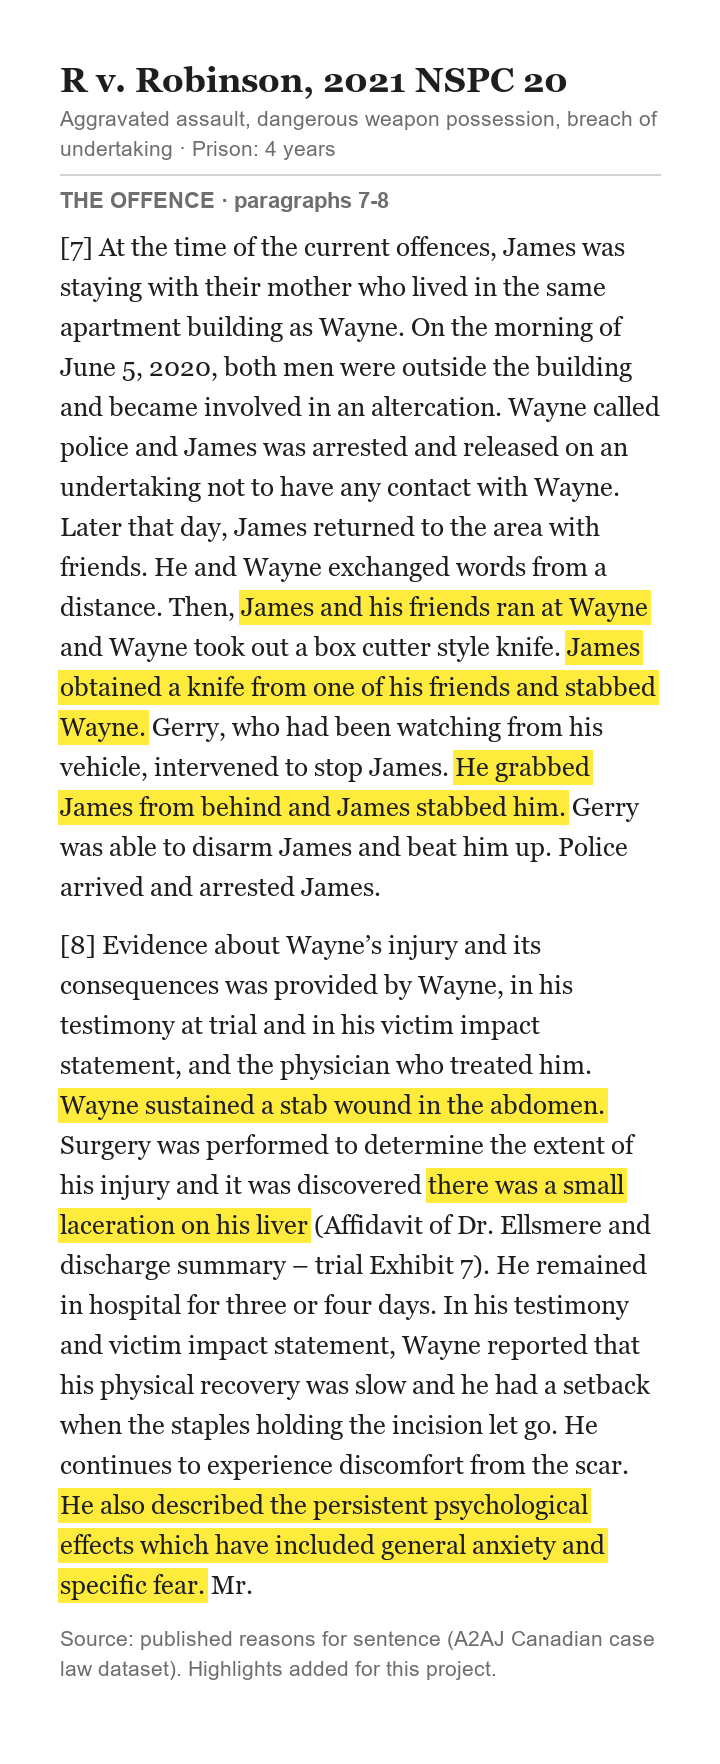 R v. Robinson, 2021 NSPC 20
Aggravated assault, dangerous weapon possession, breach of
undertaking · Prison: 4 years
THE OFFENCE · paragraphs 7-8
[7] At the time of the current offences, James was
staying with their mother who lived in the same
apartment building as Wayne. On the morning of
June 5, 2020, both men were outside the building
and became involved in an altercation. Wayne called
police and James was arrested and released on an
undertaking not to have any contact with Wayne.
Later that day, James returned to the area with
friends. He and Wayne exchanged words from a
distance. Then, James and his friends ran at Wayne
and Wayne took out a box cutter style knife. James
obtained a knife from one of his friends and stabbed
Wayne. Gerry, who had been watching from his
vehicle, intervened to stop James. He grabbed
James from behind and James stabbed him. Gerry
was able to disarm James and beat him up. Police
arrived and arrested James.
[8] Evidence about Wayne’s injury and its
consequences was provided by Wayne, in his
testimony at trial and in his victim impact
statement, and the physician who treated him.
Wayne sustained a stab wound in the abdomen.
Surgery was performed to determine the extent of
his injury and it was discovered there was a small
laceration on his liver (Affidavit of Dr. Ellsmere and
discharge summary – trial Exhibit 7). He remained
in hospital for three or four days. In his testimony
and victim impact statement, Wayne reported that
his physical recovery was slow and he had a setback
when the staples holding the incision let go. He
continues to experience discomfort from the scar.
He also described the persistent psychological
effects which have included general anxiety and
specific fear. Mr.
Source: published reasons for sentence (A2AJ Canadian case
law dataset). Highlights added for this project.